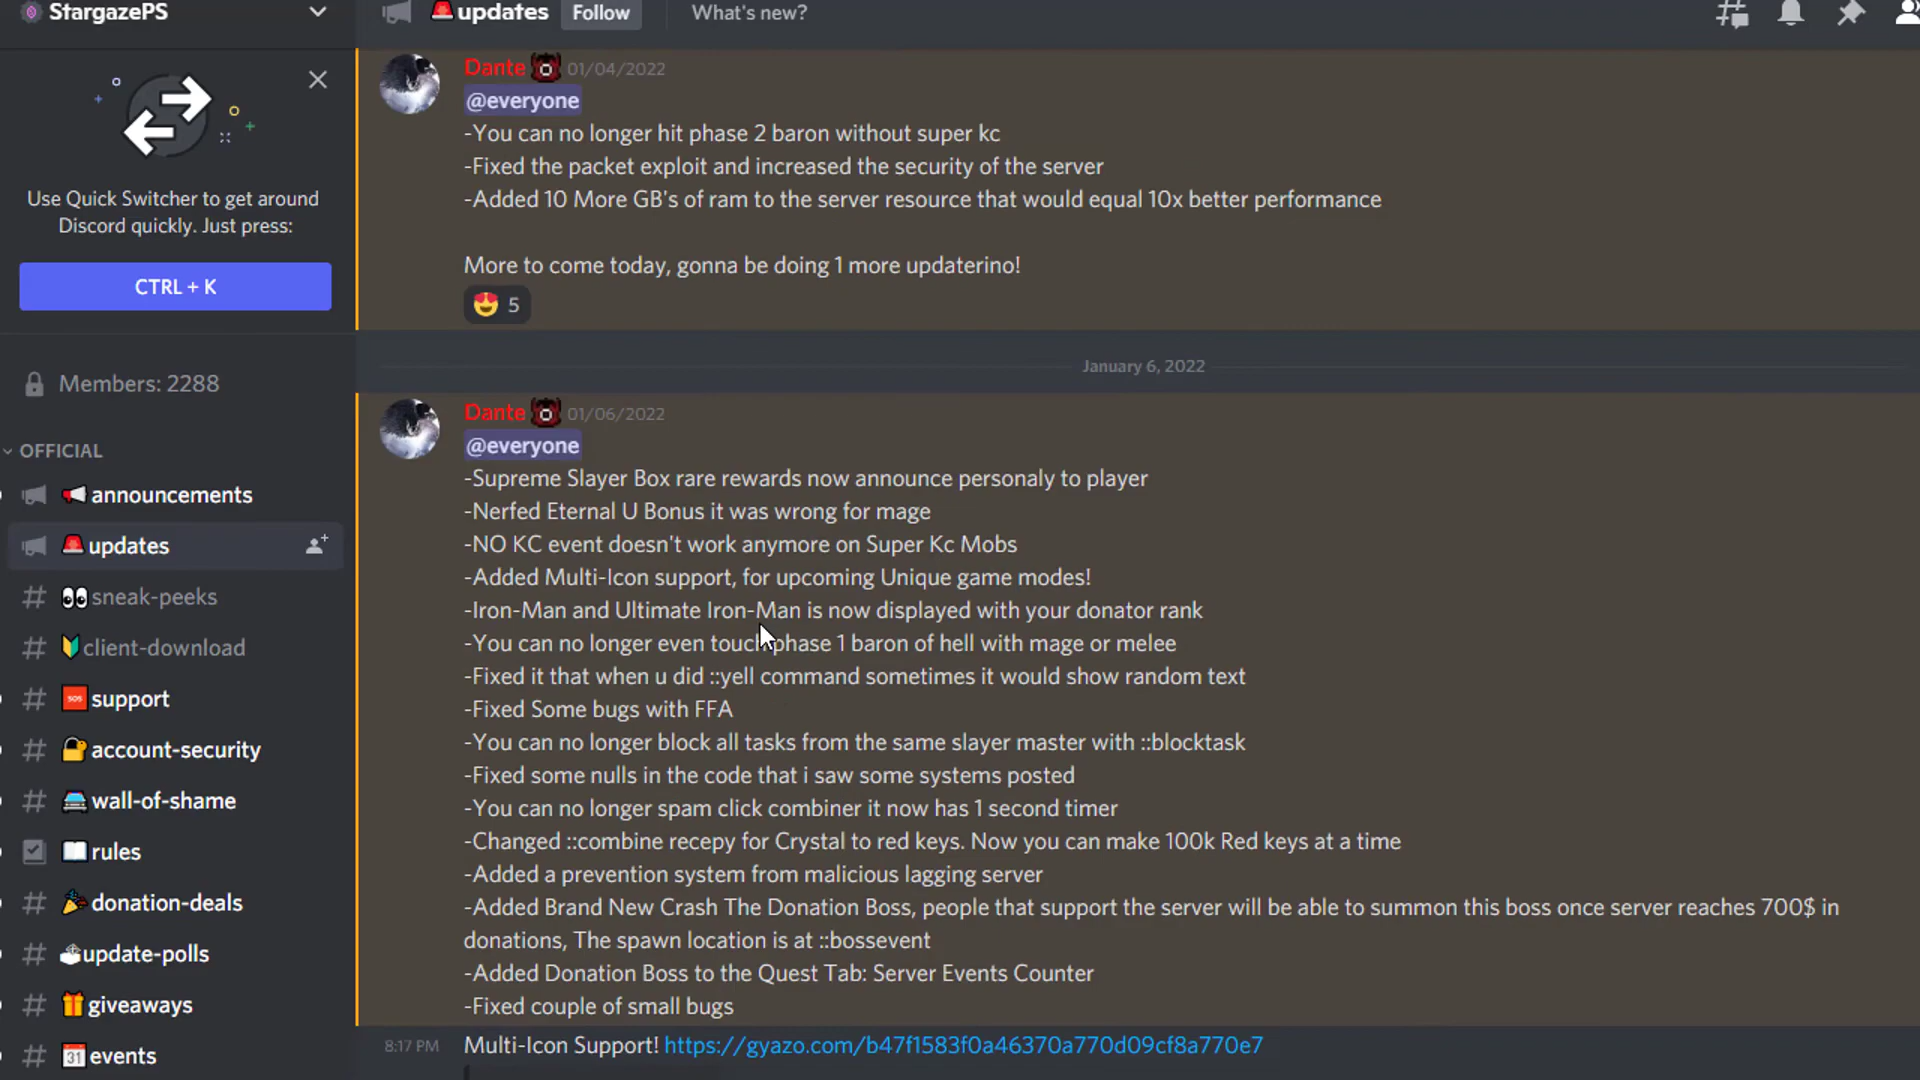 StargazePS
updates
Follow
What's new?
Use Quick Switcher to get around
Discord quickly. Just press:
CTRL + K
Members: 2288
OFFICIAL
announcements
updates
sneak-peeks
client-download
SOS support
account-security
wall-of-shame
rules
donation-deals
update-polls
giveaways
31 events
Dante 01/04/2022
@everyone
-You can no longer hit phase 2 baron without super kc
-Fixed the packet exploit and increased the security of the server
-Added 10 More GB's of ram to the server resource that would equal 10x better performance
More to come today, gonna be doing 1 more updaterino!
5
January 6, 2022
Dante 01/06/2022
@everyone
-Supreme Slayer Box rare rewards now announce personaly to player
-Nerfed Eternal U Bonus it was wrong for mage
-NO KC event doesn't work anymore on Super Kc Mobs
-Added Multi-Icon support, for upcoming Unique game modes!
-Iron-Man and Ultimate Iron-Man is now displayed with your donator rank
-You can no longer even touch phase 1 baron of hell with mage or melee
-Fixed it that when u did ::yell command sometimes it would show random text
-Fixed Some bugs with FFA
-You can no longer block all tasks from the same slayer master with ::blocktask
-Fixed some nulls in the code that i saw some systems posted
-You can no longer spam click combiner it now has 1 second timer
-Changed ::combine recepy for Crystal to red keys. Now you can make 100k Red keys at a time
-Added a prevention system from malicious lagging server
-Added Brand New Crash The Donation Boss, people that support the server will be able to summon this boss once server reaches 700$ in
donations, The spawn location is at ::bossevent
-Added Donation Boss to the Quest Tab: Server Events Counter
-Fixed couple of small bugs
8:17 PM Multi-Icon Support! https://gyazo.com/b47f1583f0a46370a770d09cf8a770e7